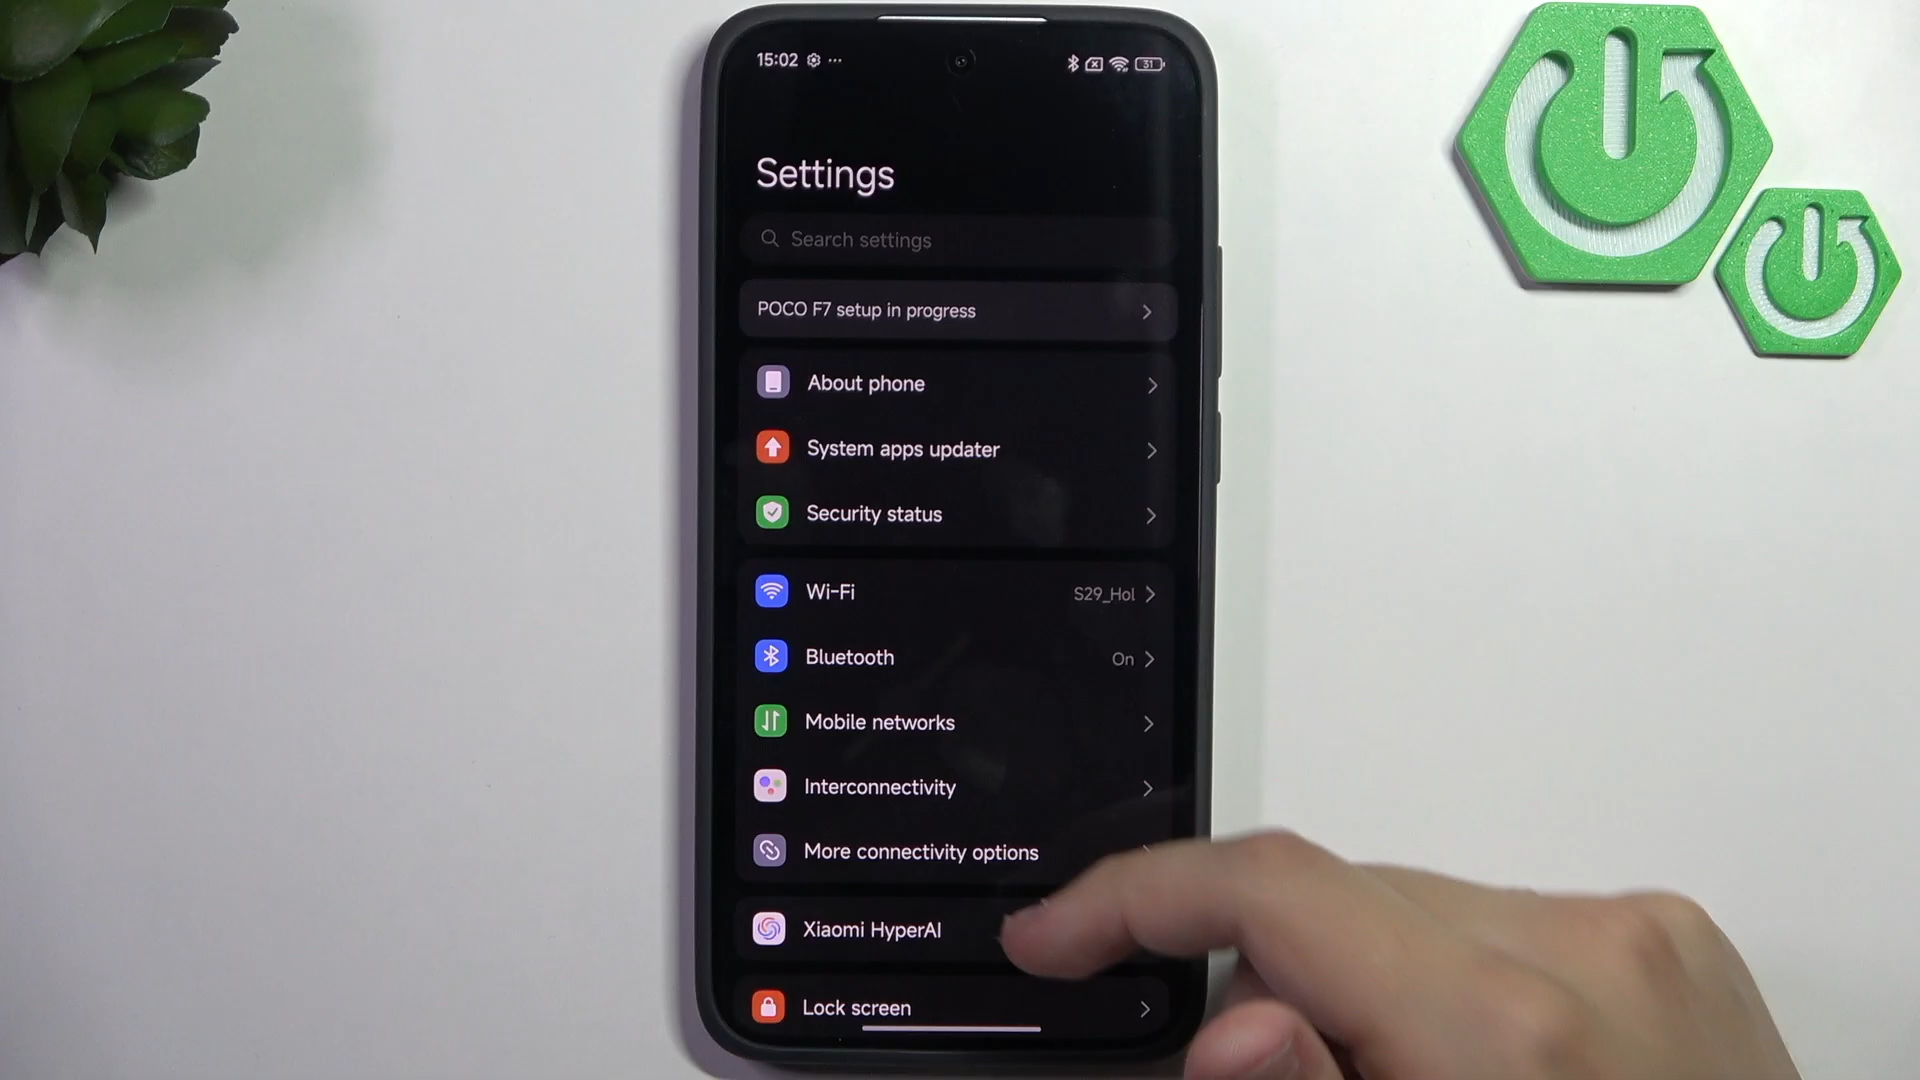 15:02
31
Settings
Search settings
POCO F7 setup in progress
About phone
System apps updater
Security status
Wi-Fi S29_Hol
Bluetooth On
Mobile networks
Interconnectivity
More connectivity options
Xiaomi HyperAI
Lock screen